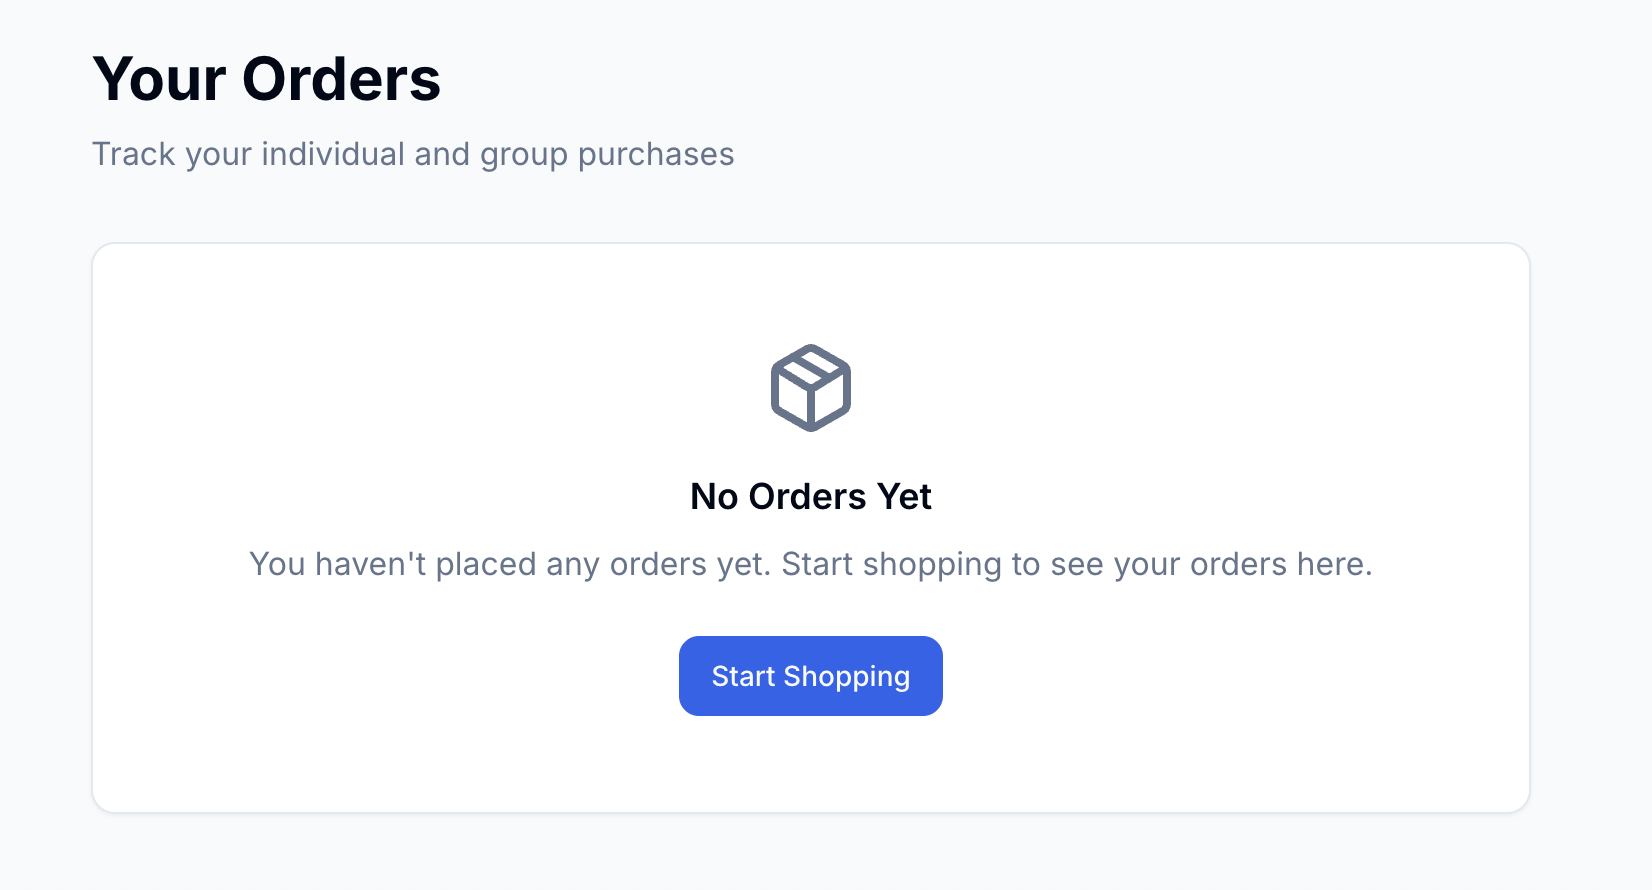 Your Orders
Track your individual and group purchases
No Orders Yet
You haven't placed any orders yet. Start shopping to see your orders here.
Start Shopping